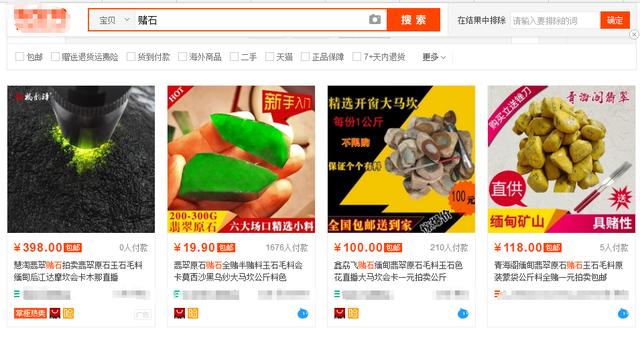 宝贝
赌石
搜 索
在结果中排除
请输入要排除的词
确定
包邮
赠送退货运费险
货到付款
海外商品
二手
天猫
正品保障
7+天内退货
更多
HOT
新手入门
200-300G
翡翠原石
六大场口精选小料
精选开窗大马坎
每份1公斤
不限购
保证个个有料
100元
全国包邮送到家
购买立送锉刀
青海阁翡翠
直供
送
缅甸矿山
具赌性
¥398.00 包邮
0人付款
慧淘翡翠赌石拍卖翡翠原石玉石毛料
缅甸后江达摩坎会卡木那直播
掌柜热卖
广告
¥19.90 包邮
1676人付款
翡翠原石赌石全赌半赌料玉石毛料会
卡莫西沙黑乌纱大马坎公斤料色
¥100.00 包邮
210人付款
鑫荔飞赌石缅甸翡翠原石毛料玉石色
花直播大马坎会卡一元拍卖公斤
¥118.00 包邮
5人付款
青海阁缅甸翡翠赌石原石玉石毛料原
装蒙袋公斤料全赌一元拍卖包邮